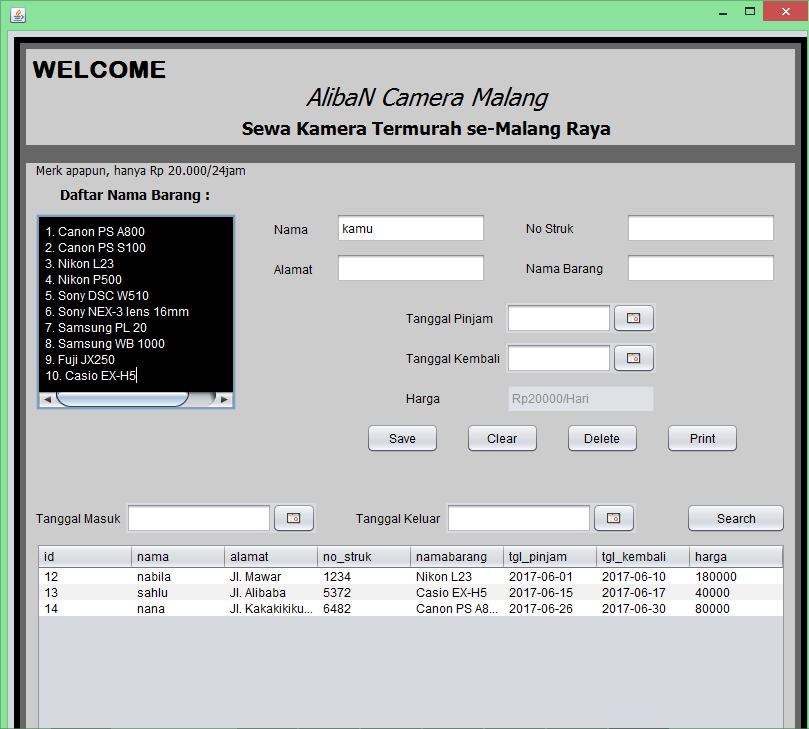 WELCOME
AlibaN Camera Malang
Sewa Kamera Termurah se-Malang Raya
Merk apapun, hanya Rp 20.000/24jam
Daftar Nama Barang :
1. Canon PS A800
2. Canon PS S100
3. Nikon L23
4. Nikon P500
5. Sony DSC W510
6. Sony NEX-3 lens 16mm
7. Samsung PL 20
8. Samsung WB 1000
9. Fuji JX250
10. Casio EX-H5
Nama kamu No Struk
Alamat Nama Barang
Tanggal Pinjam
Tanggal Kembali
Harga Rp20000/Hari
Save Clear Delete Print
Tanggal Masuk Tanggal Keluar Search
id nama alamat no_struk namabarang tgl_pinjam tgl_kembali harga
12 nabila Jl. Mawar 1234 Nikon L23 2017-06-01 2017-06-10 180000
13 sahlu Jl. Alibaba 5372 Casio EX-H5 2017-06-15 2017-06-17 40000
14 nana Jl. Kakakikiku... 6482 Canon PS A8... 2017-06-26 2017-06-30 80000